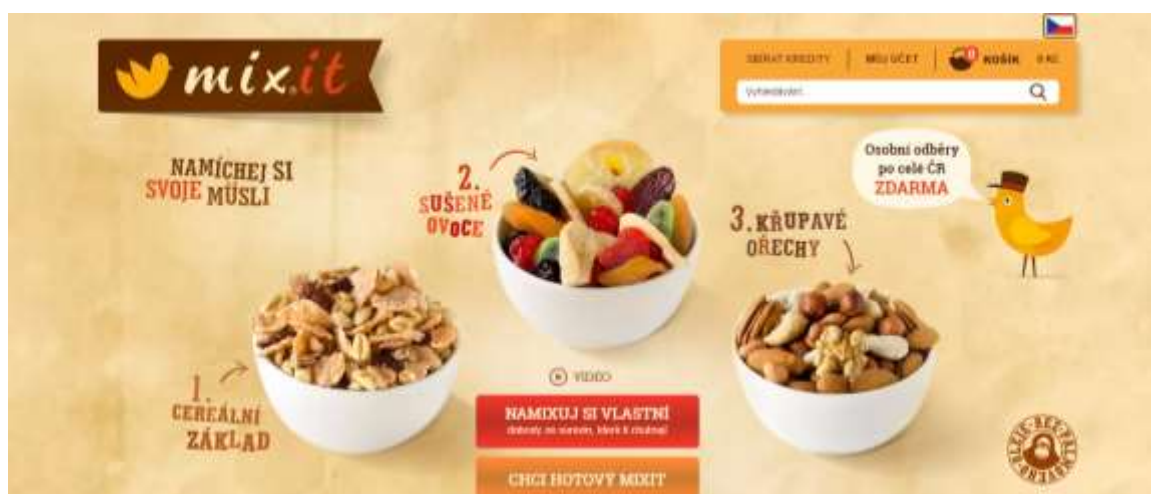 mix.it
SBÍRAT KREDITY
MŮJ ÚČET
0
KOŠÍK
0 Kč
Vyhledávání
NAMÍCHEJ SI
SVOJE MÜSLI
2.
SUŠENÉ
OVOCE
Osobní odběry
po celé ČR
ZDARMA
3. KŘUPAVÉ
OŘECHY
1.
CEREÁLNÍ
ZÁKLAD
VIDEO
NAMIXUJ SI VLASTNÍ
CHCI HOTOVÝ MIXIT